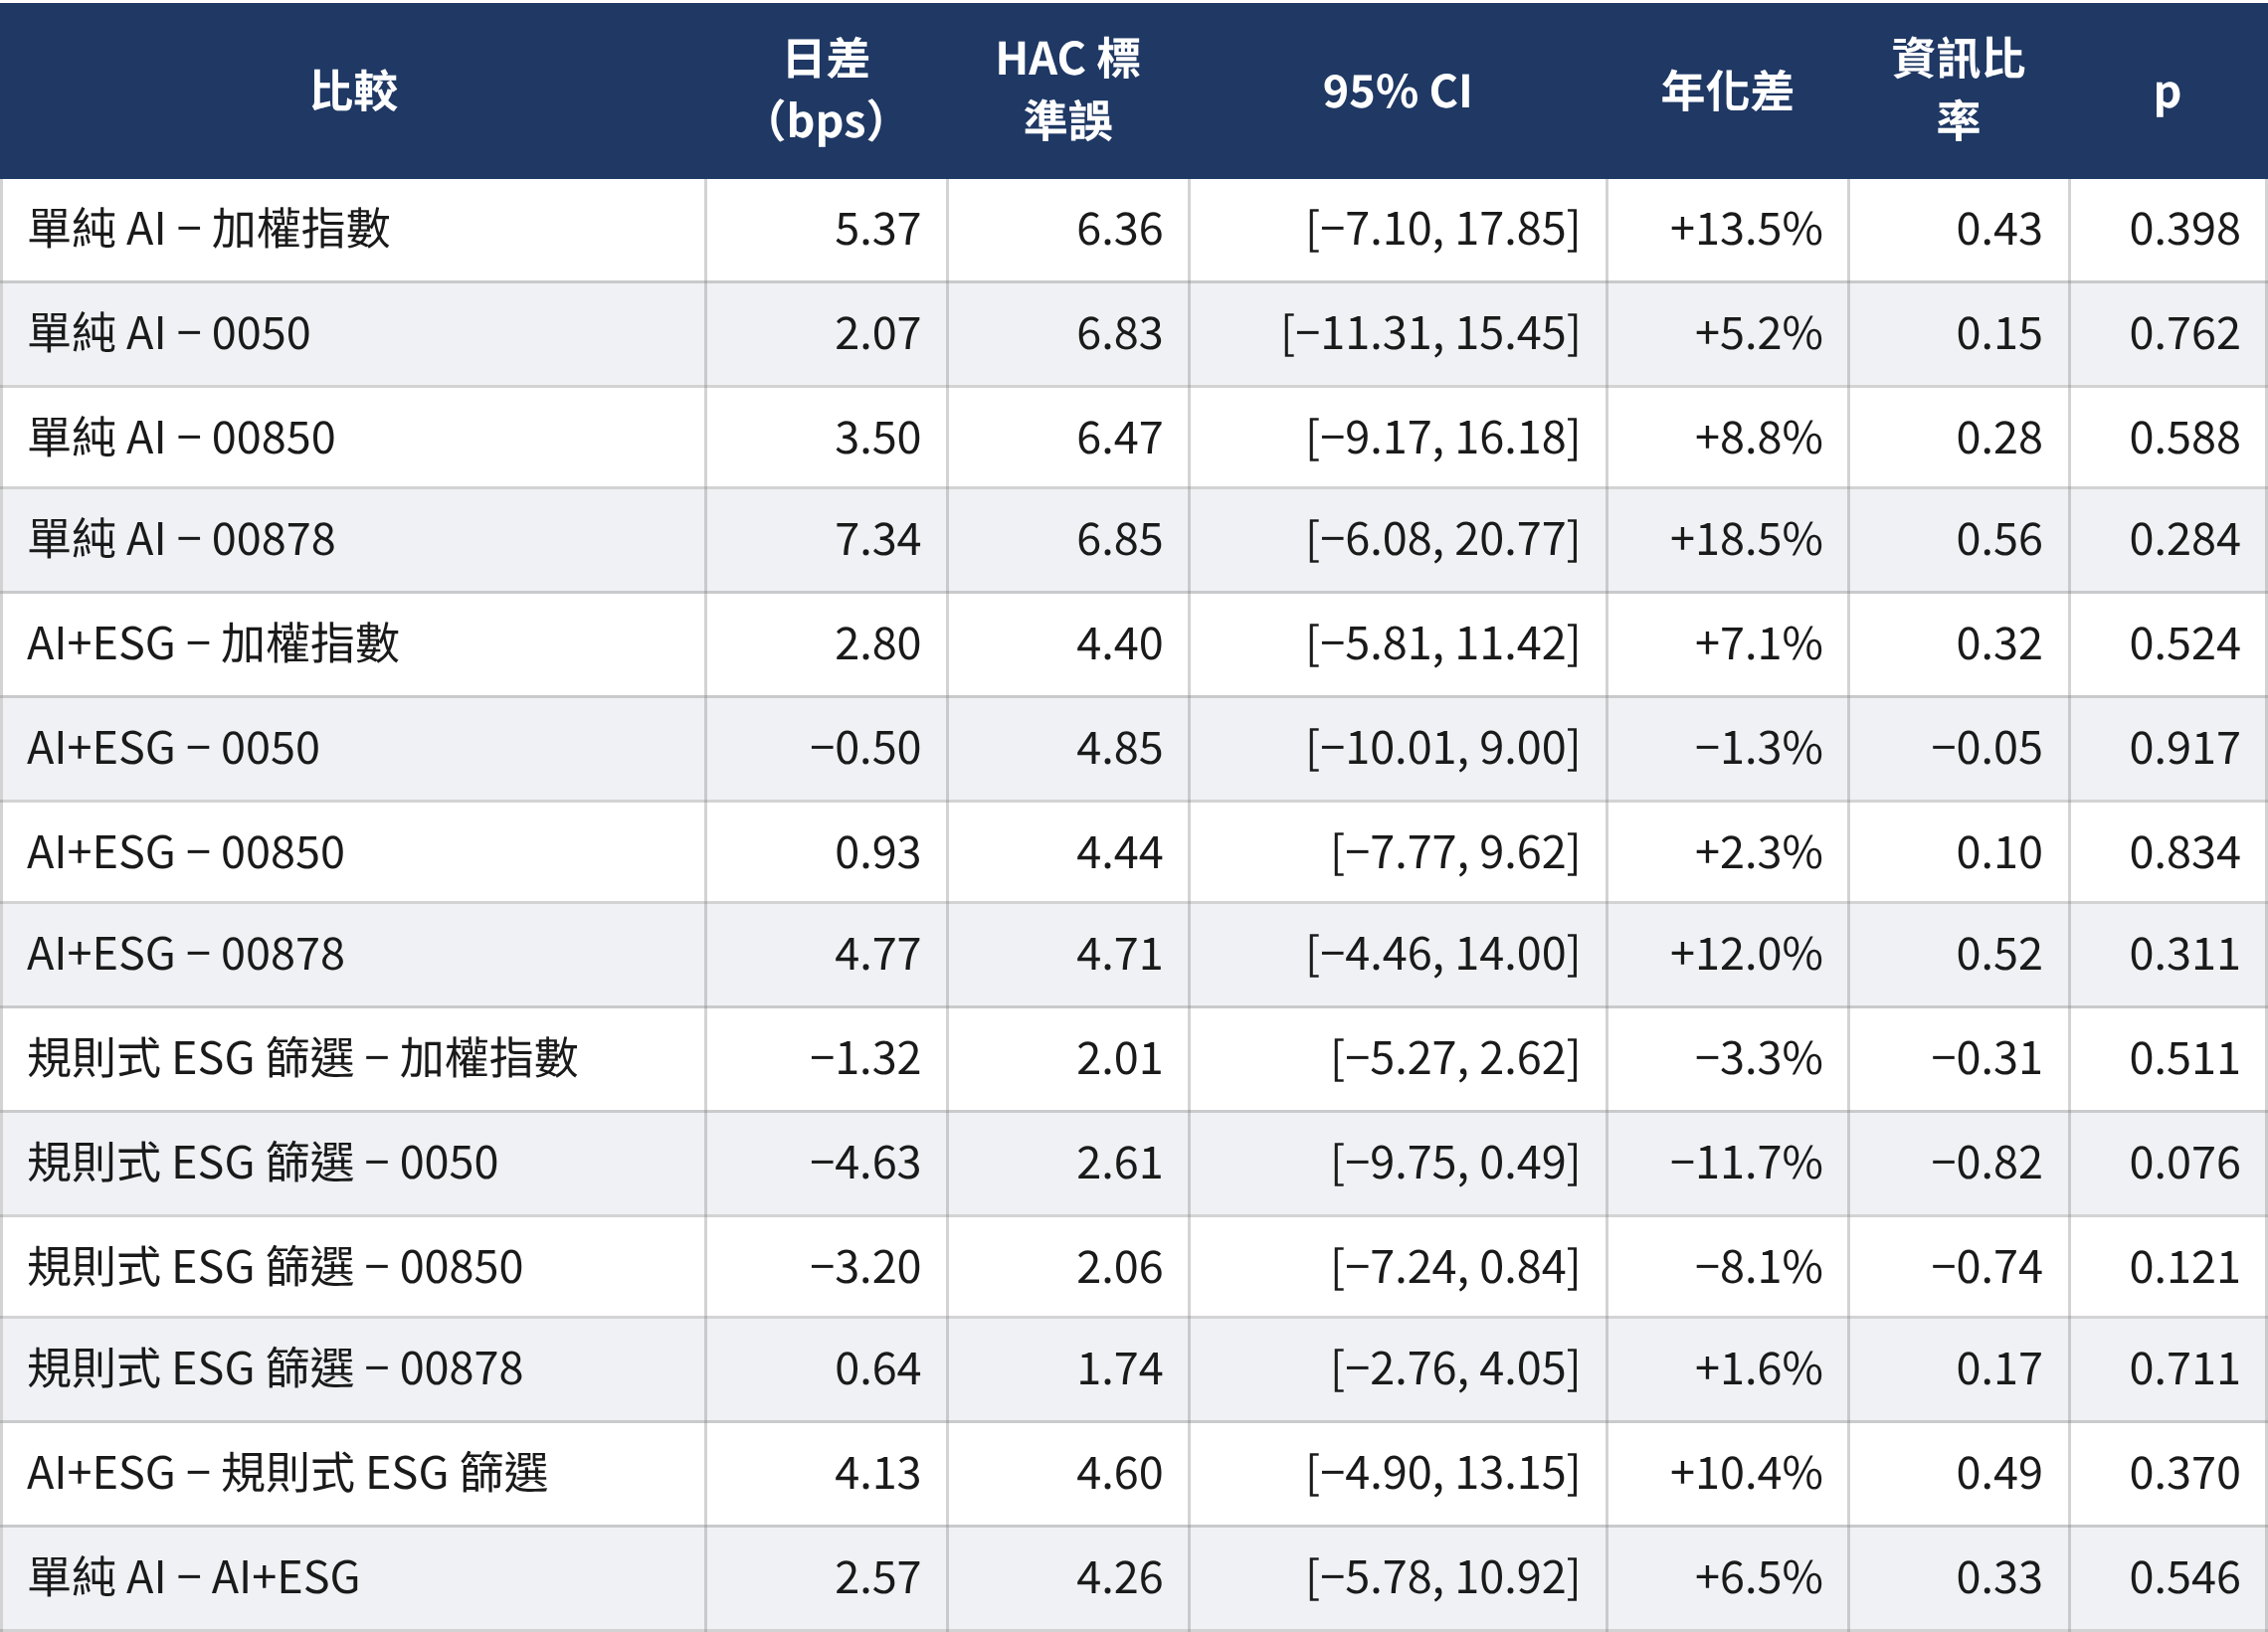 比較 日差（bps） HAC 標準誤 95% CI 年化差 資訊比率 p
單純 AI − 加權指數 5.37 6.36 [−7.10, 17.85] +13.5% 0.43 0.398
單純 AI − 0050 2.07 6.83 [−11.31, 15.45] +5.2% 0.15 0.762
單純 AI − 00850 3.50 6.47 [−9.17, 16.18] +8.8% 0.28 0.588
單純 AI − 00878 7.34 6.85 [−6.08, 20.77] +18.5% 0.56 0.284
AI+ESG − 加權指數 2.80 4.40 [−5.81, 11.42] +7.1% 0.32 0.524
AI+ESG − 0050 −0.50 4.85 [−10.01, 9.00] −1.3% −0.05 0.917
AI+ESG − 00850 0.93 4.44 [−7.77, 9.62] +2.3% 0.10 0.834
AI+ESG − 00878 4.77 4.71 [−4.46, 14.00] +12.0% 0.52 0.311
規則式 ESG 篩選 − 加權指數 −1.32 2.01 [−5.27, 2.62] −3.3% −0.31 0.511
規則式 ESG 篩選 − 0050 −4.63 2.61 [−9.75, 0.49] −11.7% −0.82 0.076
規則式 ESG 篩選 − 00850 −3.20 2.06 [−7.24, 0.84] −8.1% −0.74 0.121
規則式 ESG 篩選 − 00878 0.64 1.74 [−2.76, 4.05] +1.6% 0.17 0.711
AI+ESG − 規則式 ESG 篩選 4.13 4.60 [−4.90, 13.15] +10.4% 0.49 0.370
單純 AI − AI+ESG 2.57 4.26 [−5.78, 10.92] +6.5% 0.33 0.546